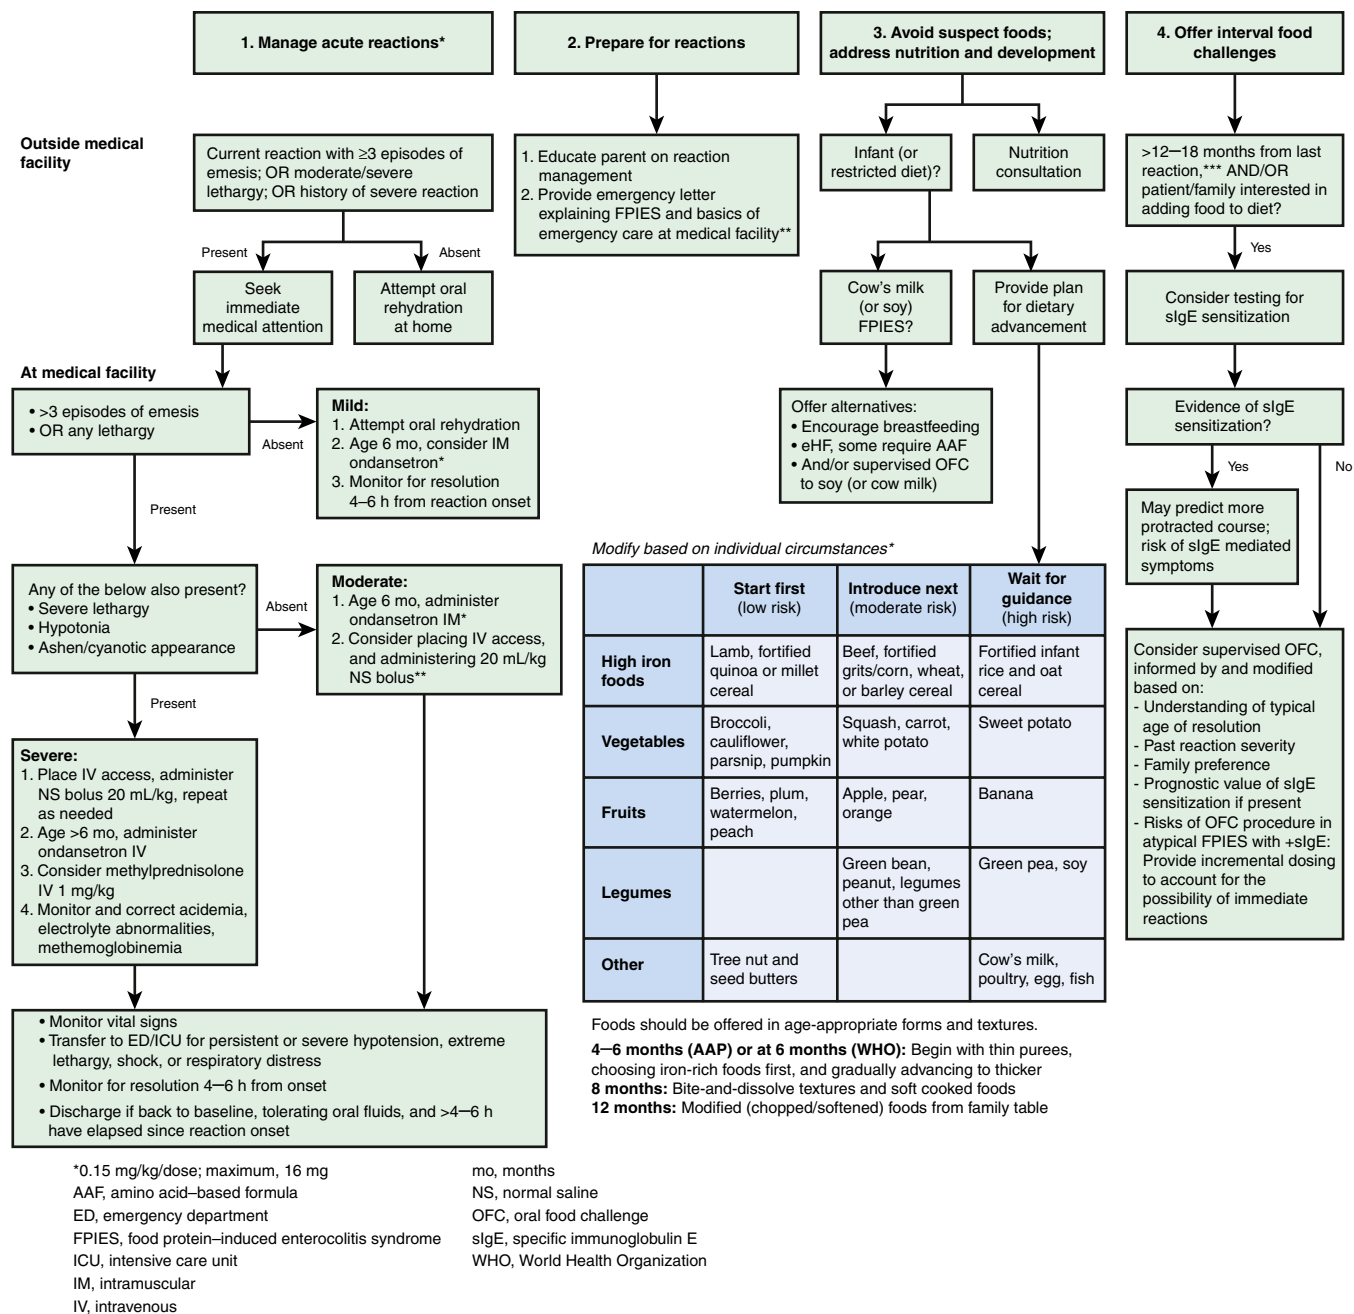 1. Manage acute reactions*
Outside medical
facility
Current reaction with ≥3 episodes of
emesis; OR moderate/severe
lethargy; OR history of severe reaction
Present
Absent
Seek
immediate
medical attention
Attempt oral
rehydration
at home
At medical facility
• >3 episodes of emesis
• OR any lethargy
Absent
Mild:
1. Attempt oral rehydration
2. Age 6 mo, consider IM
ondansetron*
3. Monitor for resolution
4–6 h from reaction onset
Present
Any of the below also present?
• Severe lethargy
• Hypotonia
• Ashen/cyanotic appearance
Absent
Moderate:
1. Age 6 mo, administer
ondansetron IM*
2. Consider placing IV access,
and administering 20 mL/kg
NS bolus**
Present
Severe:
1. Place IV access, administer
NS bolus 20 mL/kg, repeat
as needed
2. Age >6 mo, administer
ondansetron IV
3. Consider methylprednisolone
IV 1 mg/kg
4. Monitor and correct acidemia,
electrolyte abnormalities,
methemoglobinemia
• Monitor vital signs
• Transfer to ED/ICU for persistent or severe hypotension, extreme
lethargy, shock, or respiratory distress
• Monitor for resolution 4–6 h from onset
• Discharge if back to baseline, tolerating oral fluids, and >4–6 h
have elapsed since reaction onset
2. Prepare for reactions
1. Educate parent on reaction
management
2. Provide emergency letter
explaining FPIES and basics of
emergency care at medical facility**
3. Avoid suspect foods;
address nutrition and development
Infant (or
restricted diet)?
Nutrition
consultation
Cow's milk
(or soy)
FPIES?
Provide plan
for dietary
advancement
Offer alternatives:
• Encourage breastfeeding
• eHF, some require AAF
• And/or supervised OFC
to soy (or cow milk)
Modify based on individual circumstances*
Start first
(low risk)
Introduce next
(moderate risk)
Wait for
guidance
(high risk)
High iron
foods
Lamb, fortified
quinoa or millet
cereal
Beef, fortified
grits/corn, wheat,
or barley cereal
Fortified infant
rice and oat
cereal
Vegetables
Broccoli,
cauliflower,
parsnip, pumpkin
Squash, carrot,
white potato
Sweet potato
Fruits
Berries, plum,
watermelon,
peach
Apple, pear,
orange
Banana
Legumes
Green bean,
peanut, legumes
other than green
pea
Green pea, soy
Other
Tree nut and
seed butters
Cow's milk,
poultry, egg, fish
Foods should be offered in age-appropriate forms and textures.
4–6 months (AAP) or at 6 months (WHO): Begin with thin purees,
choosing iron-rich foods first, and gradually advancing to thicker
8 months: Bite-and-dissolve textures and soft cooked foods
12 months: Modified (chopped/softened) foods from family table
4. Offer interval food
challenges
>12–18 months from last
reaction,*** AND/OR
patient/family interested in
adding food to diet?
Yes
Consider testing for
sIgE sensitization
Evidence of sIgE
sensitization?
Yes
No
May predict more
protracted course;
risk of sIgE mediated
symptoms
Consider supervised OFC,
informed by and modified
based on:
- Understanding of typical
age of resolution
- Past reaction severity
- Family preference
- Prognostic value of sIgE
sensitization if present
- Risks of OFC procedure in
atypical FPIES with +sIgE:
Provide incremental dosing
to account for the
possibility of immediate
reactions
*0.15 mg/kg/dose; maximum, 16 mg
AAF, amino acid–based formula
ED, emergency department
FPIES, food protein–induced enterocolitis syndrome
ICU, intensive care unit
IM, intramuscular
IV, intravenous
mo, months
NS, normal saline
OFC, oral food challenge
sIgE, specific immunoglobulin E
WHO, World Health Organization